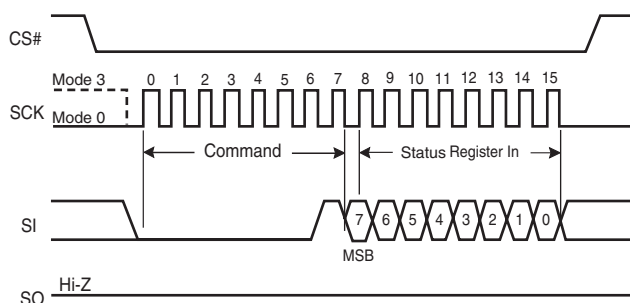 CS#
Mode 3
0 1 2 3 4 5 6 7 8 9 10 11 12 13 14 15
SCK
Mode 0
Command
Status Register In
SI
7 6 5 4 3 2 1 0
MSB
Hi-Z
SO